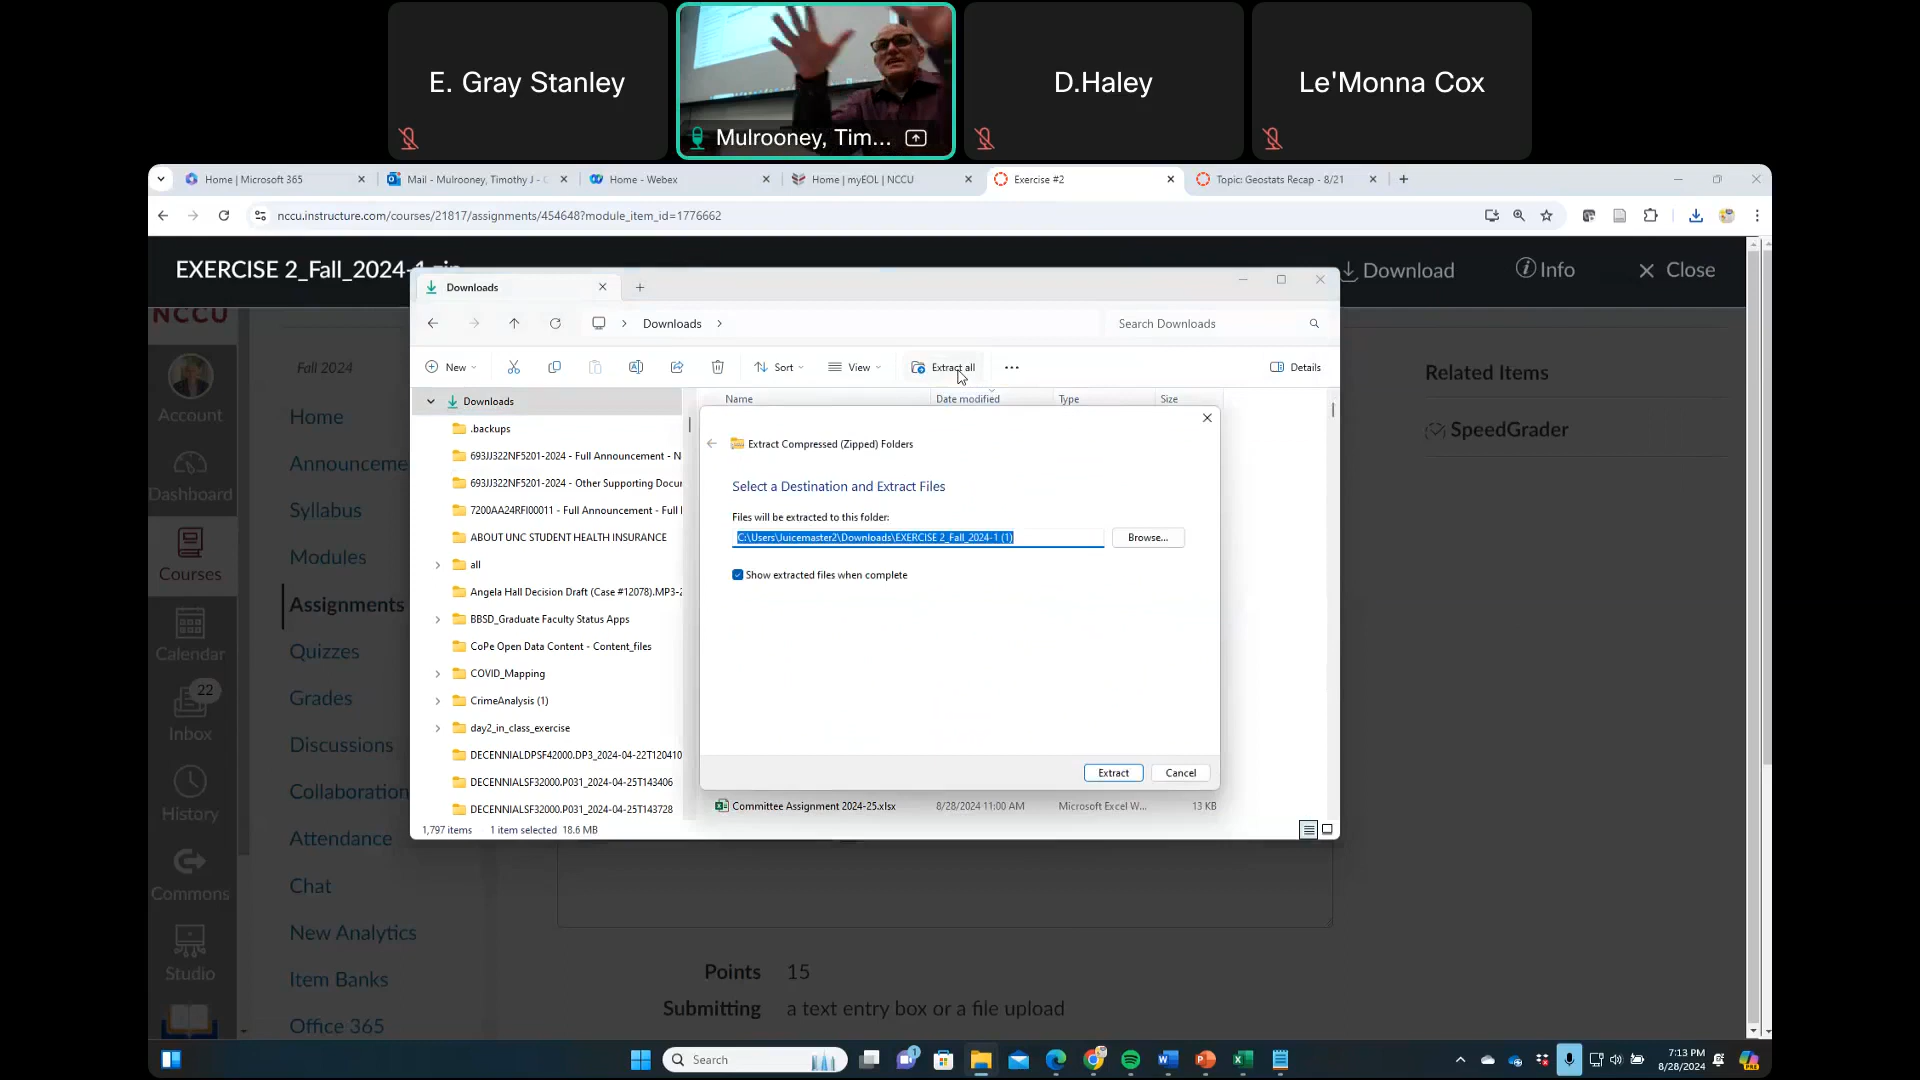 E. Gray Stanley
Mulrooney, Tim...
D.Haley
Le'Monna Cox
Home | Microsoft 365
Mail - Mulrooney, Timothy J -
Home - Webex
Home | myEOL | NCCU
Exercise #2
Topic: Geostats Recap - 8/21
nccu.instructure.com/courses/21817/assignments/454648?module_item_id=1776662
EXERCISE 2_Fall_2024-1.zip
Download
Info
Close
NCCU
Account
Dashboard
Courses
Calendar
22
Inbox
History
Commons
Studio
Fall 2024
Home
Announceme
Syllabus
Modules
Assignments
Quizzes
Grades
Discussions
Collaboration
Attendance
Chat
New Analytics
Item Banks
Office 365
Related Items
SpeedGrader
Downloads
Downloads
Search Downloads
New
Sort
View
Extract all
Details
Downloads
.backups
693JJ322NF5201-2024 - Full Announcement - N
693JJ322NF5201-2024 - Other Supporting Docu
7200AA24RFI00011 - Full Announcement - Full
ABOUT UNC STUDENT HEALTH INSURANCE
all
Angela Hall Decision Draft (Case #12078).MP3-2
BBSD_Graduate Faculty Status Apps
CoPe Open Data Content - Content_files
COVID_Mapping
CrimeAnalysis (1)
day2_in_class_exercise
DECENNIALDPSF42000.DP3_2024-04-22T120410
DECENNIALSF32000.P031_2024-04-25T143406
DECENNIALSF32000.P031_2024-04-25T143728
Name Date modified Type Size
Extract Compressed (Zipped) Folders
Select a Destination and Extract Files
Files will be extracted to this folder:
C:\Users\Juicemaster2\Downloads\EXERCISE 2_Fall_2024-1 (1)
Browse...
Show extracted files when complete
Extract
Cancel
Committee Assignment 2024-25.xlsx 8/28/2024 11:00 AM Microsoft Excel W... 13 KB
1,797 items 1 item selected 18.6 MB
Points 15
Submitting a text entry box or a file upload
Search
1
7:13 PM
8/28/2024